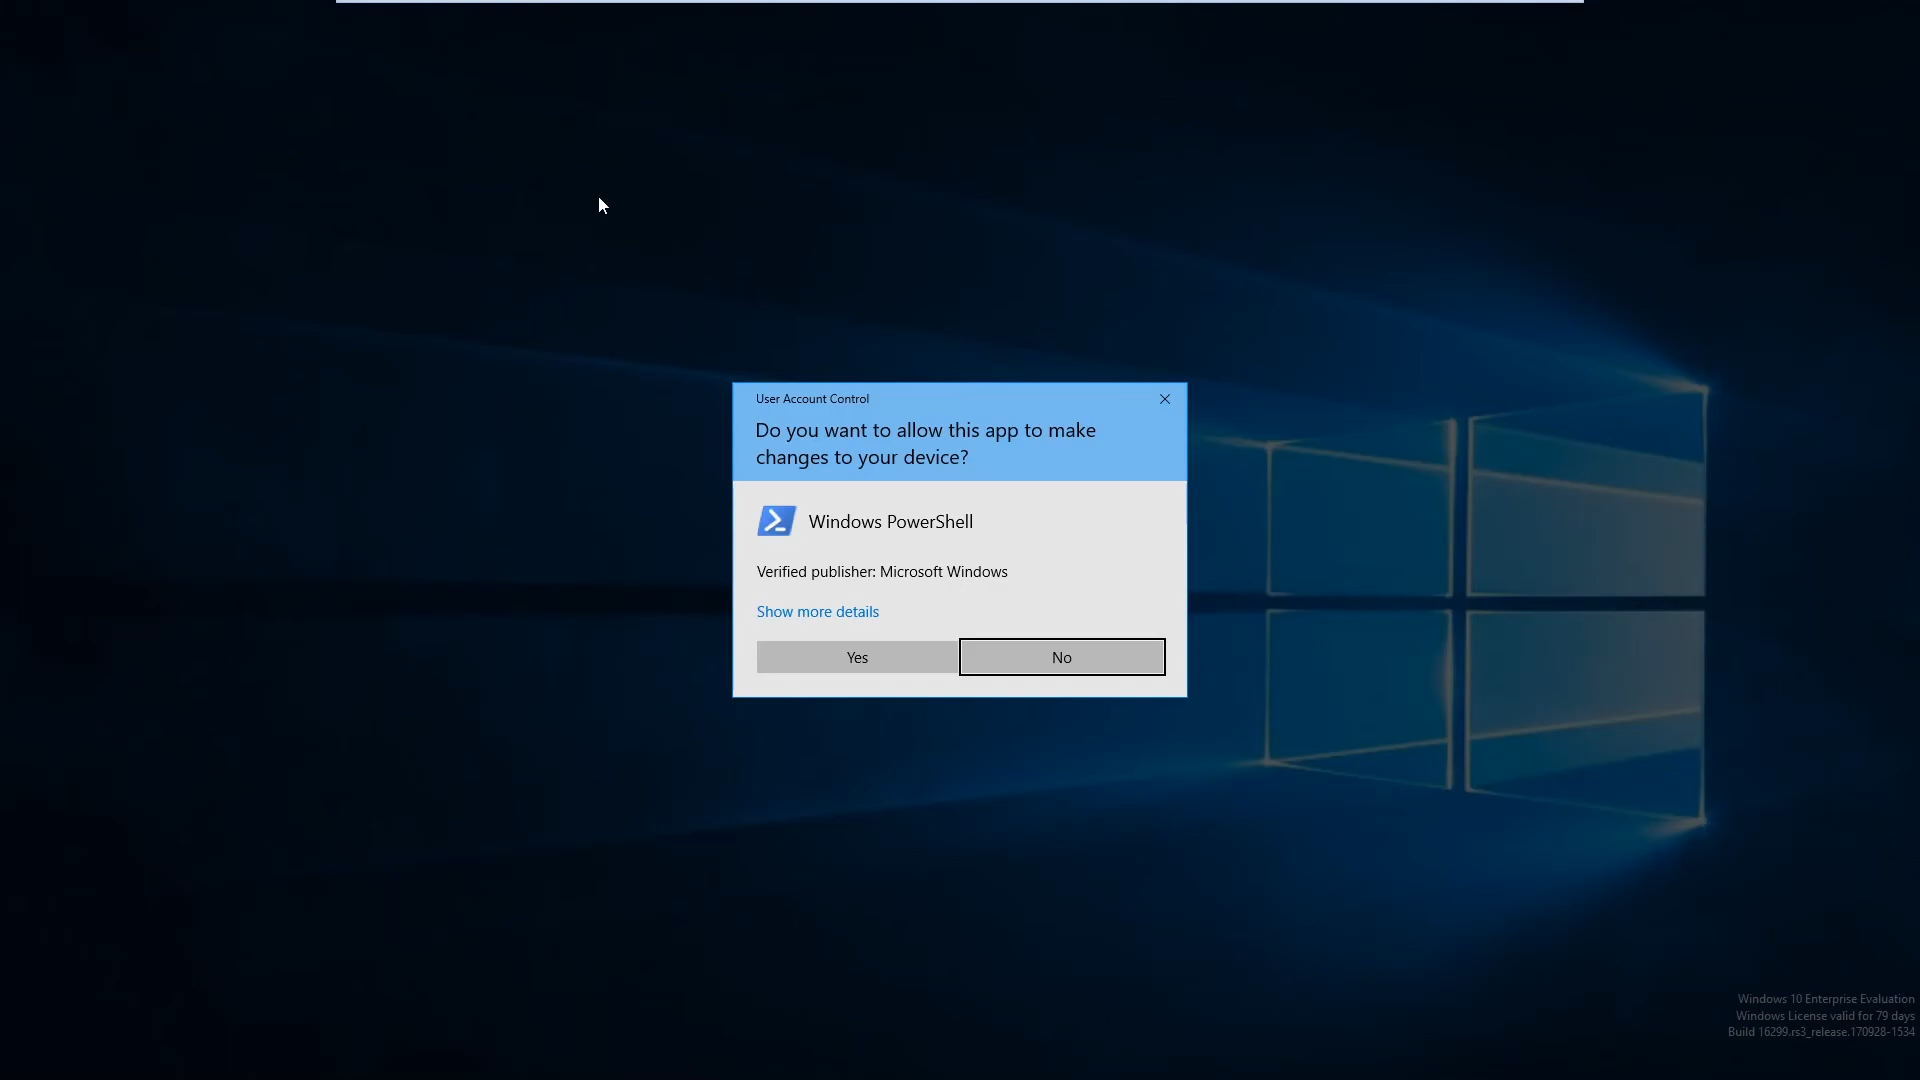 User Account Control
Do you want to allow this app to make
changes to your device?
Windows PowerShell
Verified publisher: Microsoft Windows
Show more details
Yes
No
Windows 10 Enterprise Evaluation
Windows License valid for 79 days
Build 16299.rs3_release.170928-1534